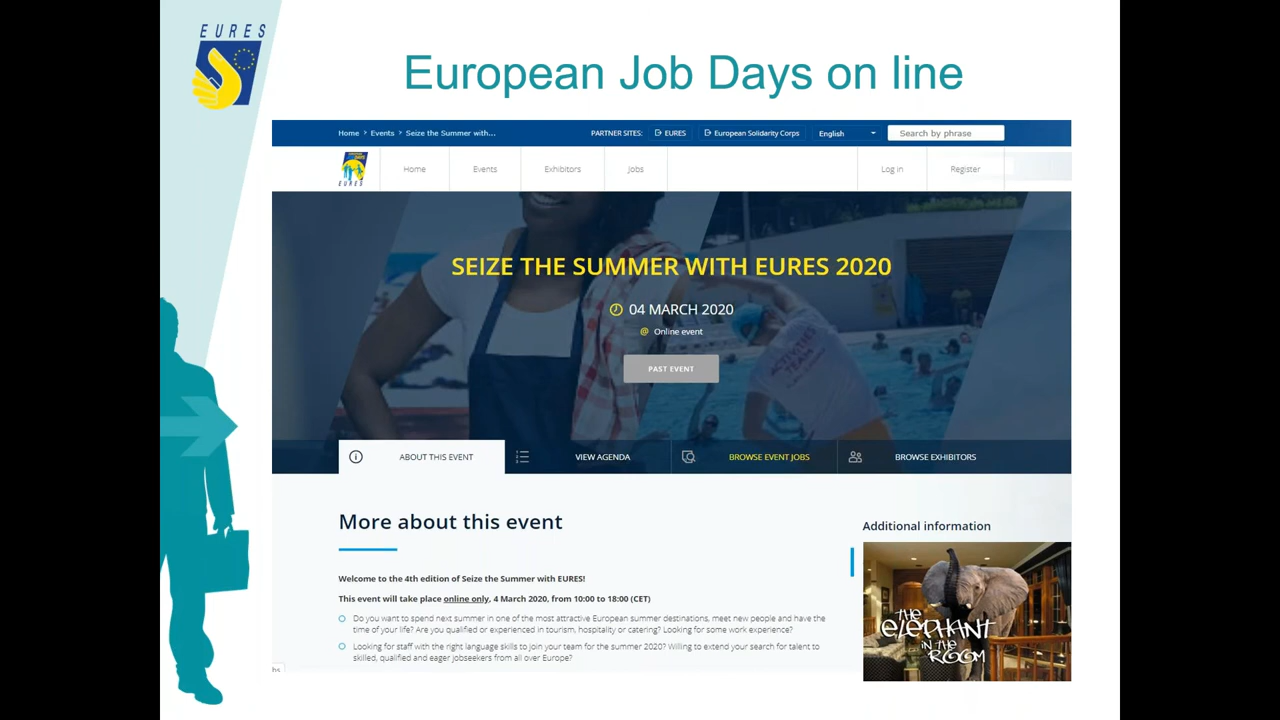 EURES
European Job Days on line
Home > Events > Seize the Summer with...
PARTNER SITES:
EURES
European Solidarity Corps
English
Search by phrase
EURES
Home
Events
Exhibitors
Jobs
Log in
Register
SEIZE THE SUMMER WITH EURES 2020
04 MARCH 2020
@ Online event
PAST EVENT
ACTIVITIES
TEAM
ABOUT THIS EVENT
VIEW AGENDA
BROWSE EVENT JOBS
BROWSE EXHIBITORS
More about this event
Welcome to the 4th edition of Seize the Summer with EURES!
This event will take place online only, 4 March 2020, from 10:00 to 18:00 (CET)
Do you want to spend next summer in one of the most attractive European summer destinations, meet new people and have the
time of your life? Are you qualified or experienced in tourism, hospitality or catering? Looking for some work experience?
Looking for staff with the right language skills to join your team for the summer 2020? Willing to extend your search for talent to
skilled, qualified and eager jobseekers from all over Europe?
Additional information
THE
ELEPHANT
IN THE
ROOM